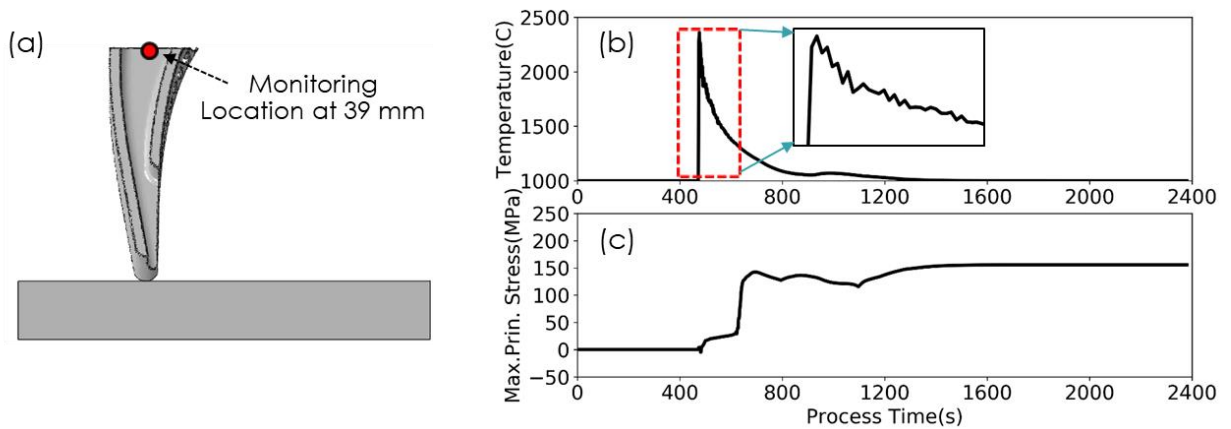 (a)
Monitoring
Location at 39 mm
(b)
Temperature(C)
2500
2000
1500
1000
0 400 800 1200 1600 2000 2400
(c)
Max.Prin. Stress(MPa)
250
200
150
100
50
0
−50
0 400 800 1200 1600 2000 2400
Process Time(s)